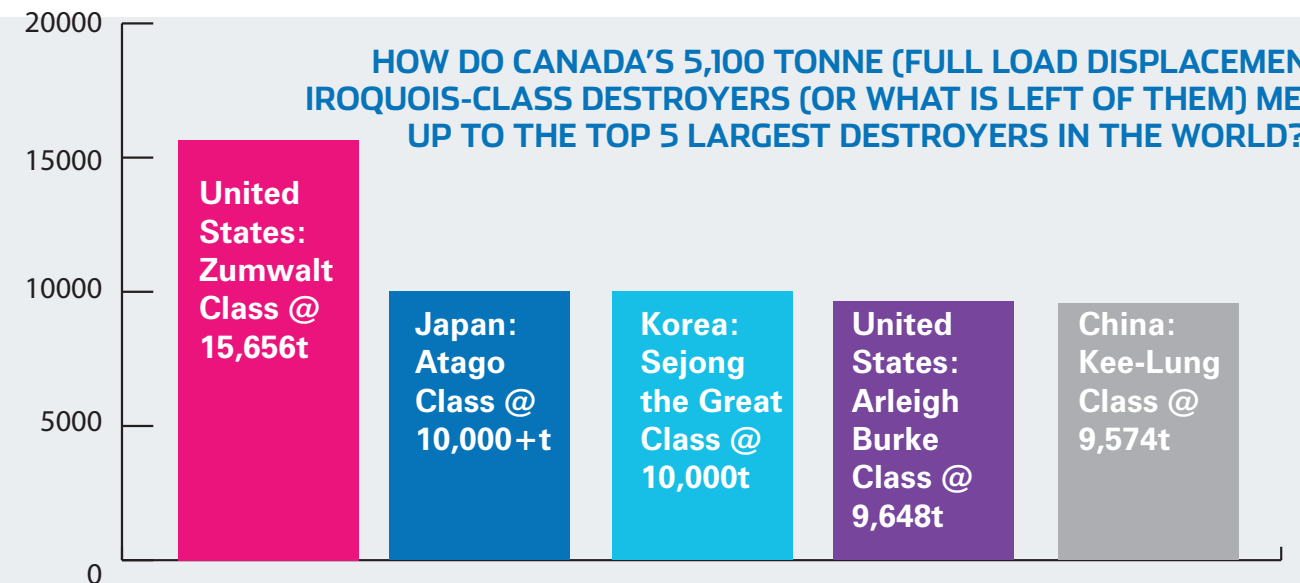 20000
15000
10000
5000
0
HOW DO CANADA'S 5,100 TONNE (FULL LOAD DISPLACEMEN
IROQUOIS-CLASS DESTROYERS (OR WHAT IS LEFT OF THEM) ME
UP TO THE TOP 5 LARGEST DESTROYERS IN THE WORLD?
United
States:
Zumwalt
Class @
15,656t
Japan:
Atago
Class @
10,000+t
Korea:
Sejong
the Great
Class @
10,000t
United
States:
Arleigh
Burke
Class @
9,648t
China:
Kee-Lung
Class @
9,574t